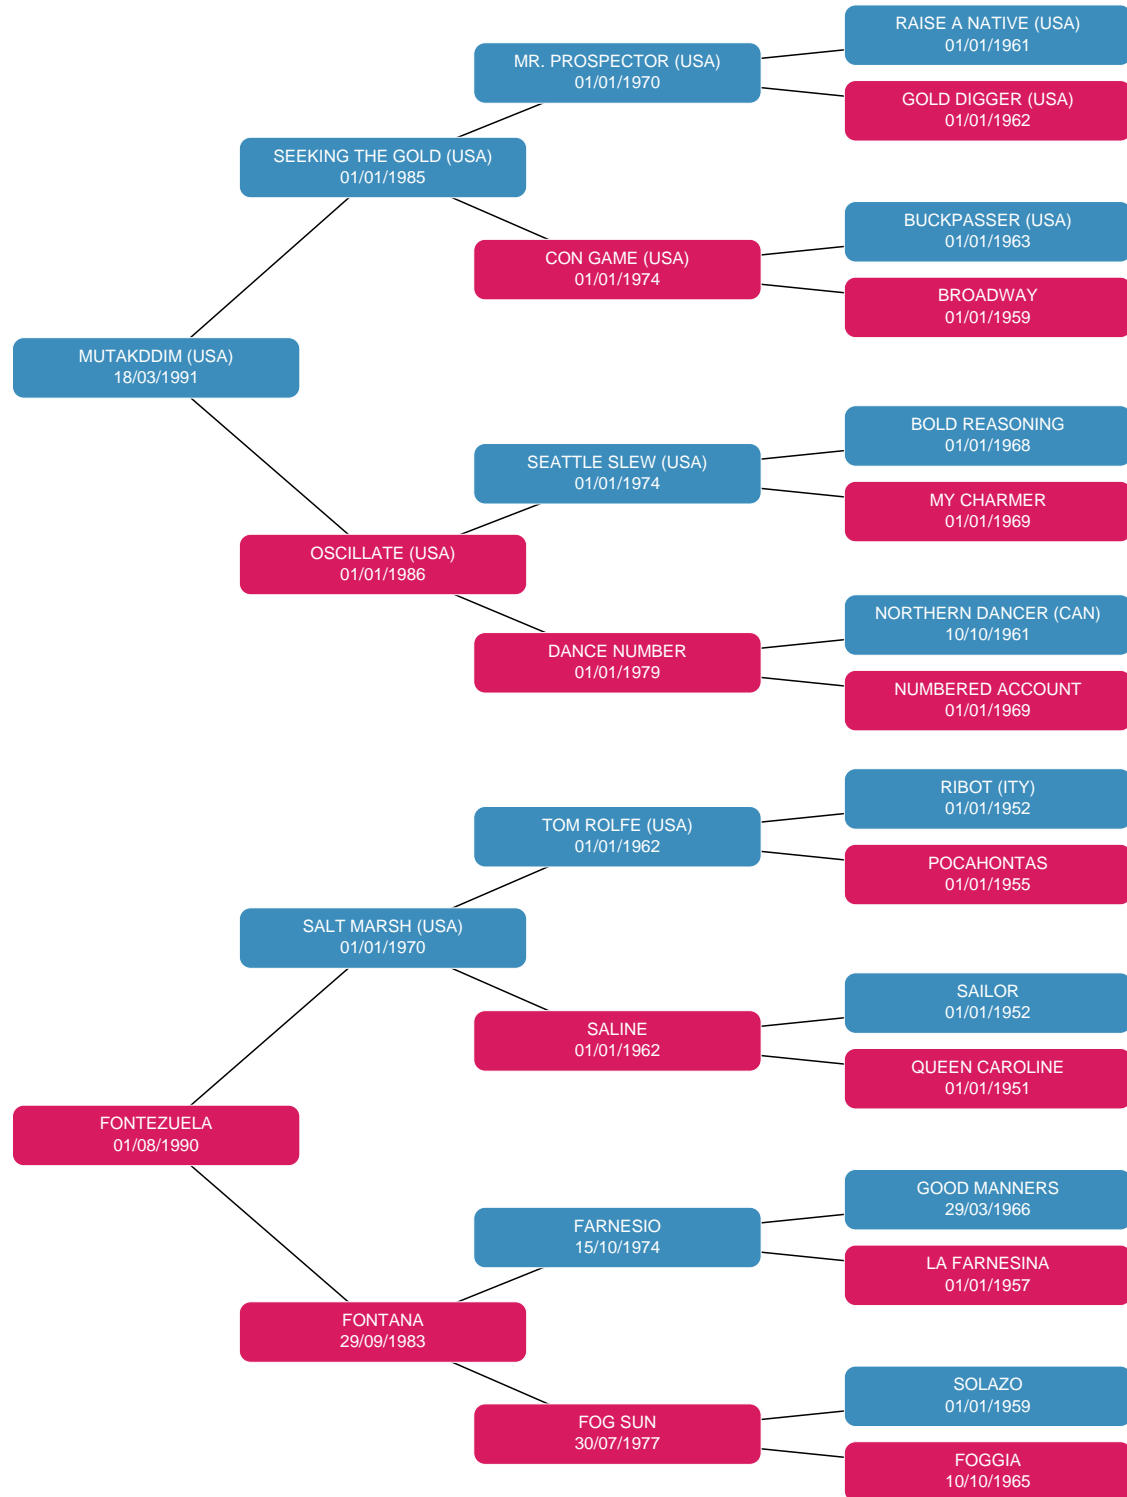 RAISE A NATIVE (USA)
01/01/1961
MR. PROSPECTOR (USA)
01/01/1970
GOLD DIGGER (USA)
01/01/1962
SEEKING THE GOLD (USA)
01/01/1985
BUCKPASSER (USA)
01/01/1963
CON GAME (USA)
01/01/1974
BROADWAY
01/01/1959
MUTAKDDIM (USA)
18/03/1991
BOLD REASONING
01/01/1968
SEATTLE SLEW (USA)
01/01/1974
MY CHARMER
01/01/1969
OSCILLATE (USA)
01/01/1986
NORTHERN DANCER (CAN)
10/10/1961
DANCE NUMBER
01/01/1979
NUMBERED ACCOUNT
01/01/1969
RIBOT (ITY)
01/01/1952
TOM ROLFE (USA)
01/01/1962
POCAHONTAS
01/01/1955
SALT MARSH (USA)
01/01/1970
SAILOR
01/01/1952
SALINE
01/01/1962
QUEEN CAROLINE
01/01/1951
FONTEZUELA
01/08/1990
GOOD MANNERS
29/03/1966
FARNESIO
15/10/1974
LA FARNESINA
01/01/1957
FONTANA
29/09/1983
SOLAZO
01/01/1959
FOG SUN
30/07/1977
FOGGIA
10/10/1965